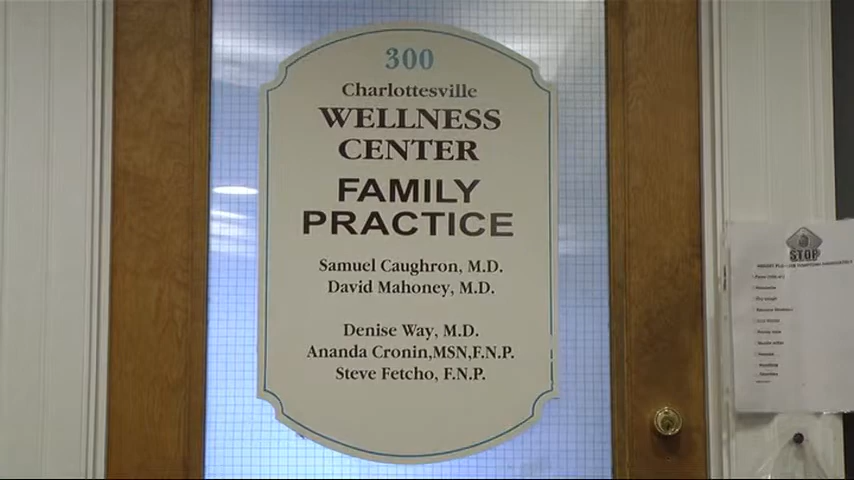 300
Charlottesville
WELLNESS
CENTER
FAMILY
PRACTICE
Samuel Caughron, M.D.
David Mahoney, M.D.
Denise Way, M.D.
Ananda Cronin,MSN,F.N.P.
Steve Fetcho, F.N.P.
STOP